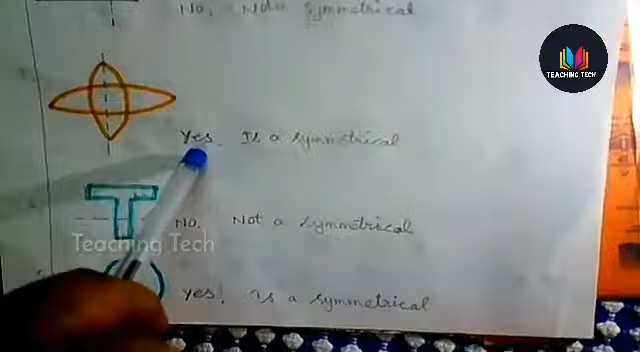 No, Not a symmetrical
TEACHING TECH
Yes. Is a symmetrical
No, Not a symmetrical
Teaching Tech
Yes! Is a symmetrical